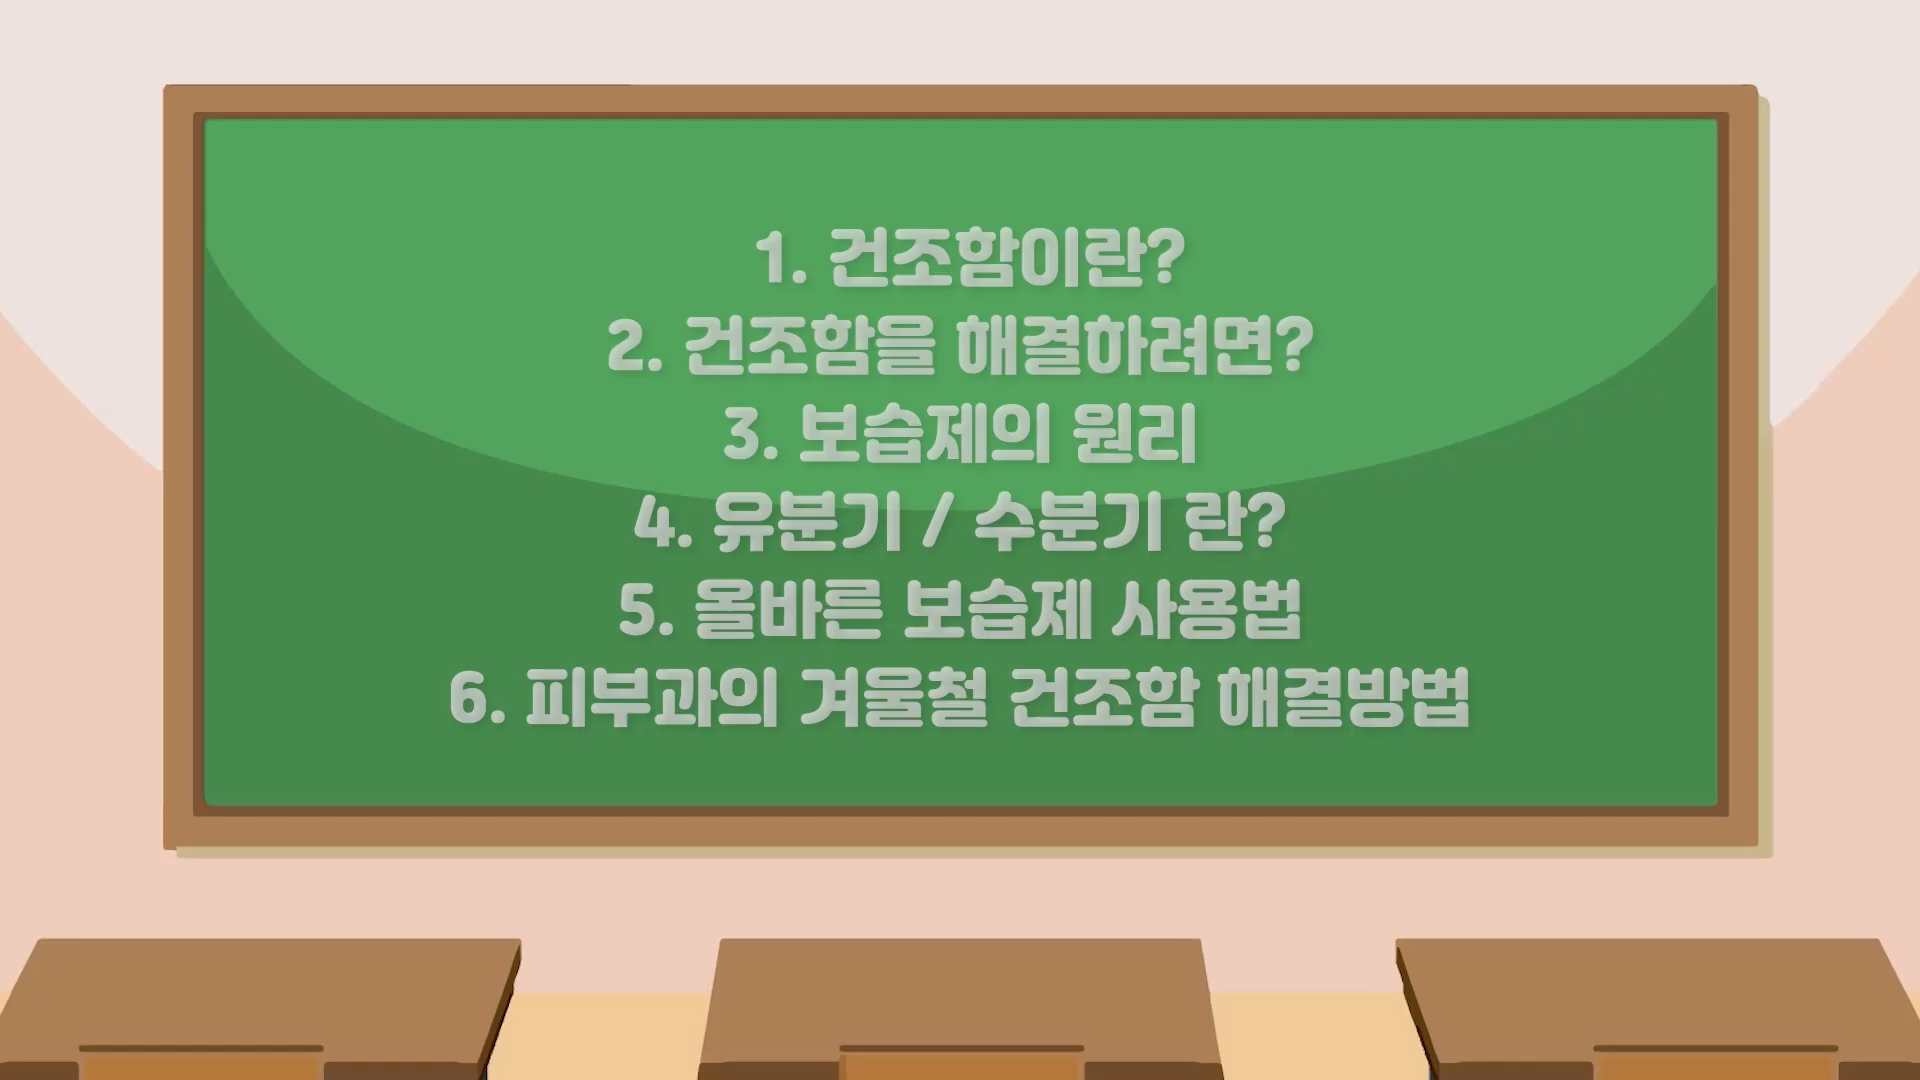 1. 건조함이란?
2. 건조함을 해결하려면?
3. 보습제의 원리
4. 유분기 / 수분기 란?
5. 올바른 보습제 사용법
6. 피부과의 겨울철 건조함 해결방법